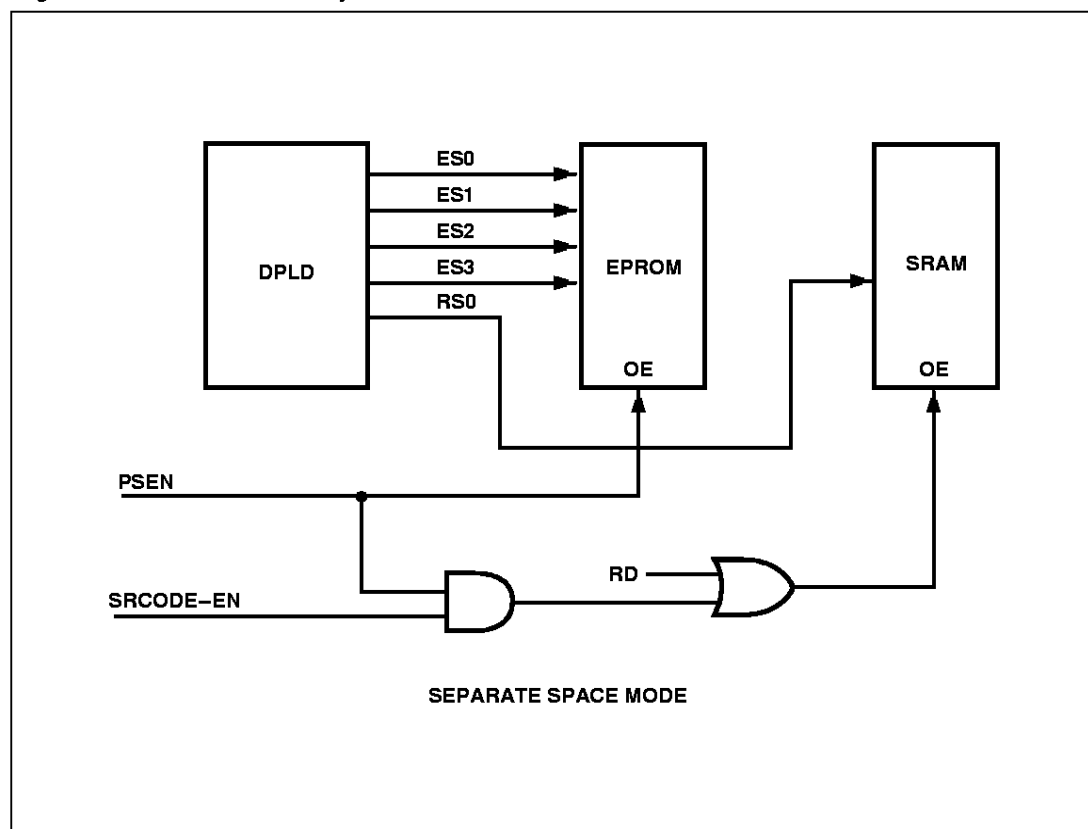 ES0
ES1
ES2
ES3
RS0
DPLD
EPROM
SRAM
OE
OE
PSEN
RD
SRCODE–EN
SEPARATE SPACE MODE